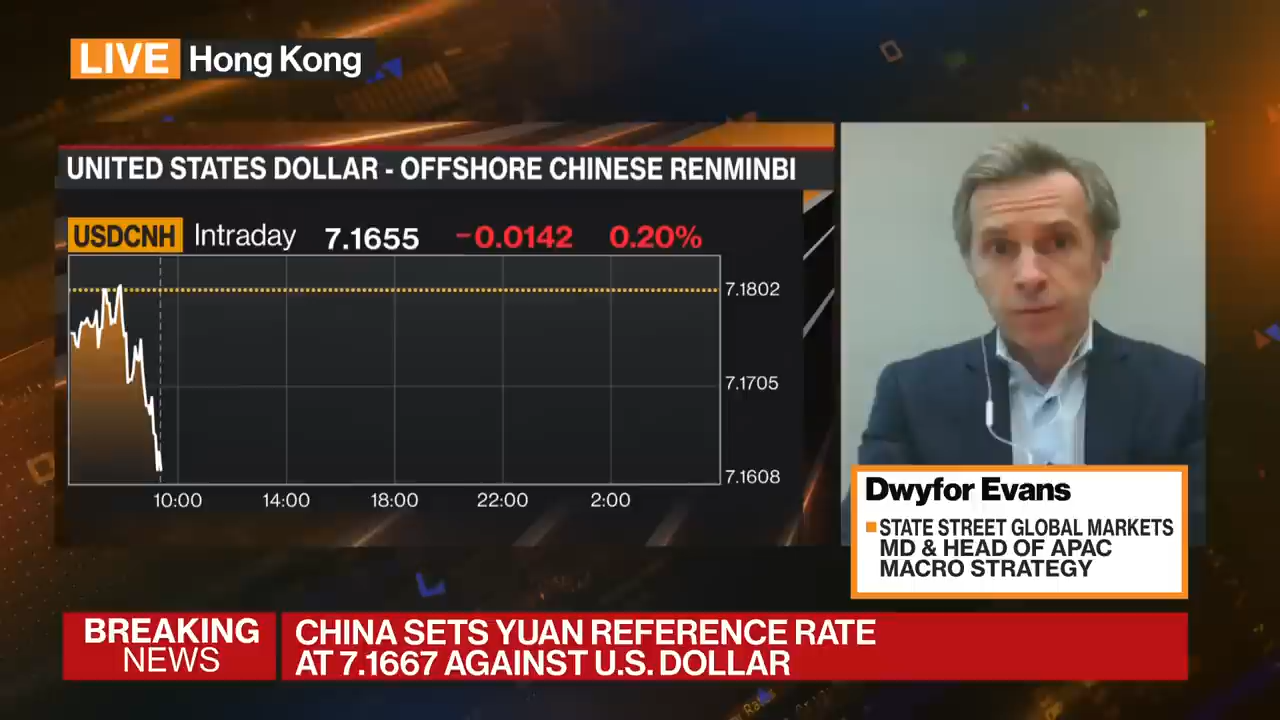 LIVE Hong Kong
UNITED STATES DOLLAR - OFFSHORE CHINESE RENMINBI
USDCNH Intraday 7.1655 -0.0142 0.20%
7.1802
7.1705
7.1608
10:00 14:00 18:00 22:00 2:00
Dwyfor Evans
STATE STREET GLOBAL MARKETS
MD & HEAD OF APAC
MACRO STRATEGY
BREAKING
NEWS
CHINA SETS YUAN REFERENCE RATE
AT 7.1667 AGAINST U.S. DOLLAR